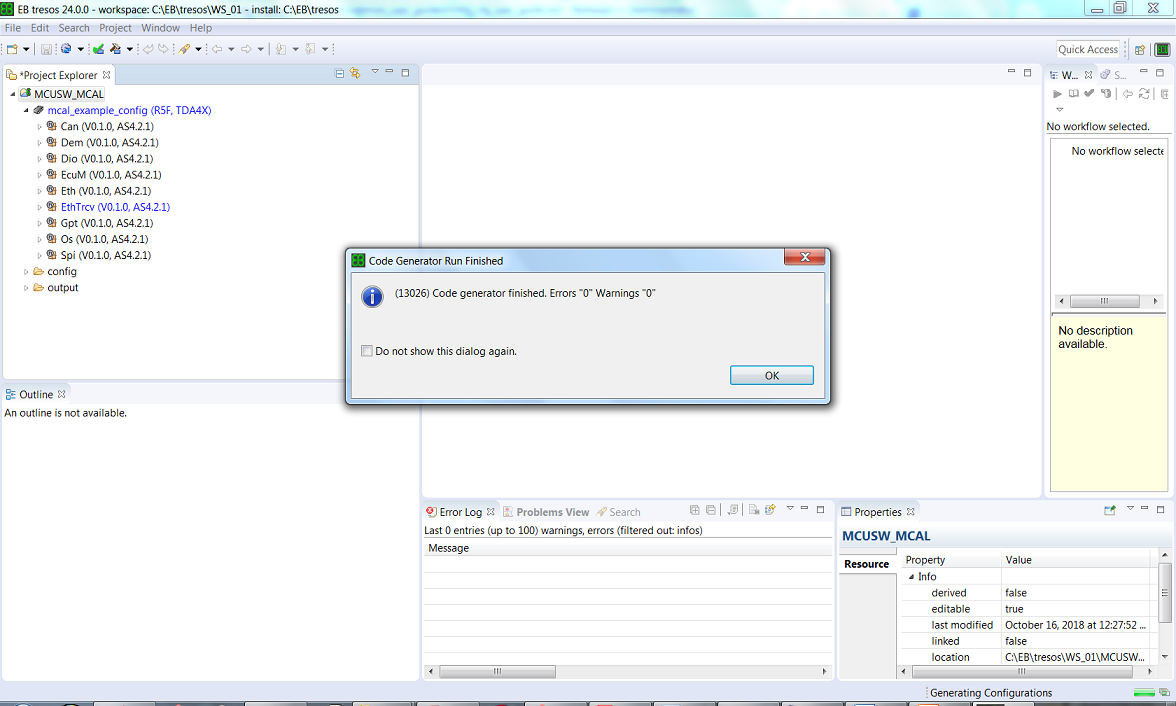 EB tresos 24.0.0 - workspace: C:\EB\tresos\WS_01 - install: C:\EB\tresos
File Edit Search Project Window Help
Quick Access
*Project Explorer
MCUSW_MCAL
mcal_example_config (R5F, TDA4X)
Can (V0.1.0, AS4.2.1)
Dem (V0.1.0, AS4.2.1)
Dio (V0.1.0, AS4.2.1)
EcuM (V0.1.0, AS4.2.1)
Eth (V0.1.0, AS4.2.1)
EthTrcv (V0.1.0, AS4.2.1)
Gpt (V0.1.0, AS4.2.1)
Os (V0.1.0, AS4.2.1)
Spi (V0.1.0, AS4.2.1)
config
output
W... S...
No workflow selected.
No workflow selecte
No description
available.
Code Generator Run Finished
(13026) Code generator finished. Errors "0" Warnings "0"
Do not show this dialog again.
OK
Outline
An outline is not available.
Error Log Problems View Search
Last 0 entries (up to 100) warnings, errors (filtered out: infos)
Message
Properties
MCUSW_MCAL
Resource
Property Value
Info
derived false
editable true
last modified October 16, 2018 at 12:27:52 ...
linked false
location C:\EB\tresos\WS_01\MCUSW...
Generating Configurations